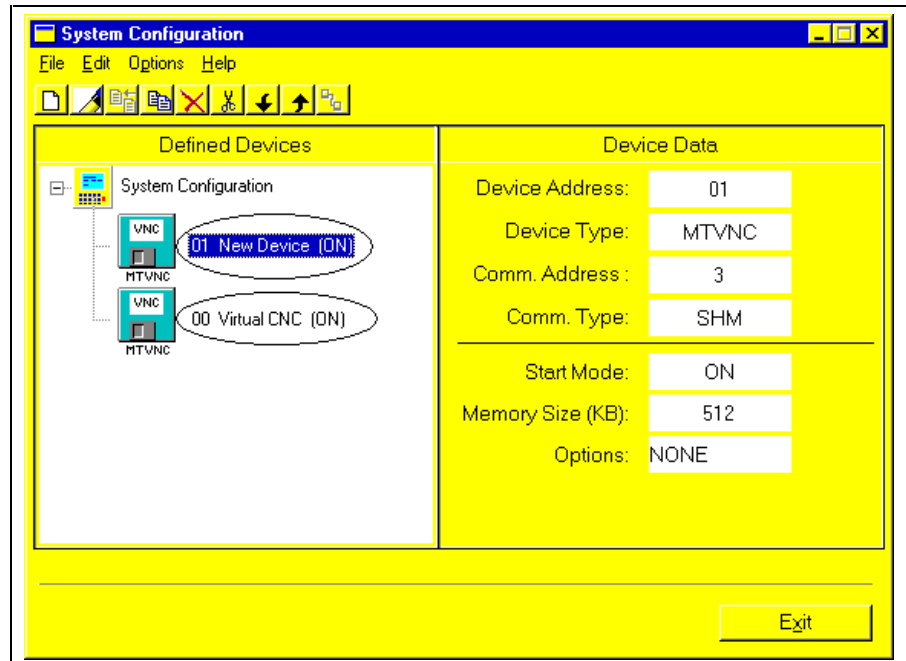 System Configuration
File Edit Options Help
Defined Devices
Device Data
System Configuration
VNC
MTVNC
01 New Device (ON)
VNC
MTVNC
00 Virtual CNC (ON)
Device Address: 01
Device Type: MTVNC
Comm. Address : 3
Comm. Type: SHM
Start Mode: ON
Memory Size (KB): 512
Options: NONE
Exit